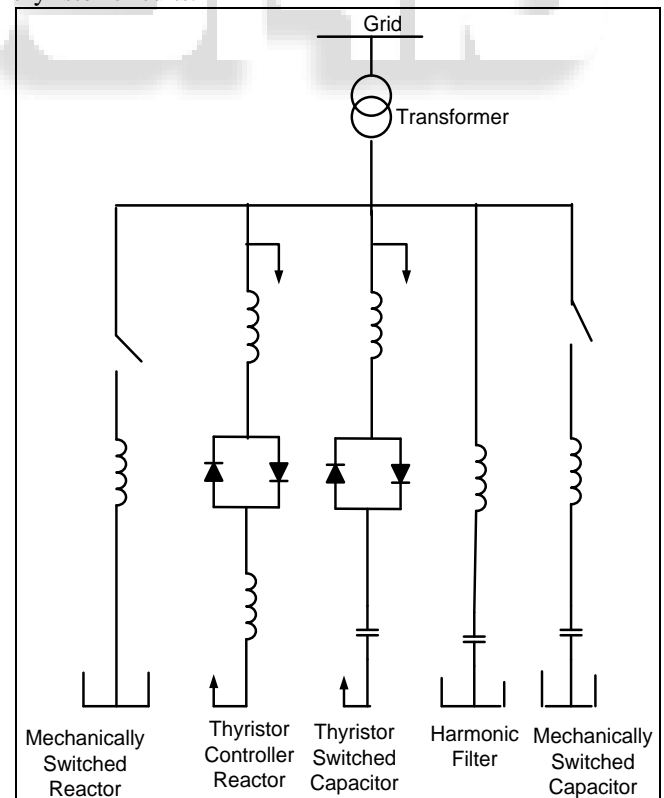 Grid
Transformer
Mechanically
Switched
Reactor
Thyristor
Controller
Reactor
Thyristor
Switched
Capacitor
Harmonic
Filter
Mechanically
Switched
Capacitor